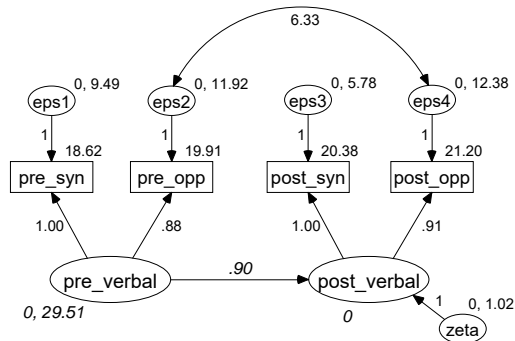 6.33
0, 9.49
0, 11.92
0, 5.78
0, 12.38
eps1
eps2
eps3
eps4
1
1
1
1
18.62
19.91
20.38
21.20
pre_syn
pre_opp
post_syn
post_opp
1.00
.88
1.00
.91
pre_verbal
.90
post_verbal
0, 29.51
0
1
0, 1.02
zeta